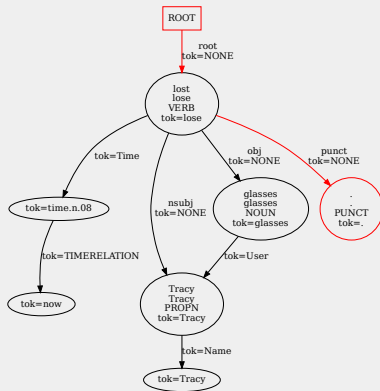 ROOT
root
tok=NONE
lost
lose
VERB
tok=lose
tok=Time
obj
tok=NONE
punct
tok=NONE
nsubj
tok=NONE
tok=time.n.08
glasses
glasses
NOUN
tok=glasses
.
.
PUNCT
tok=.
tok=TIMERELATION
tok=User
tok=now
Tracy
Tracy
PROPN
tok=Tracy
tok=Name
tok=Tracy